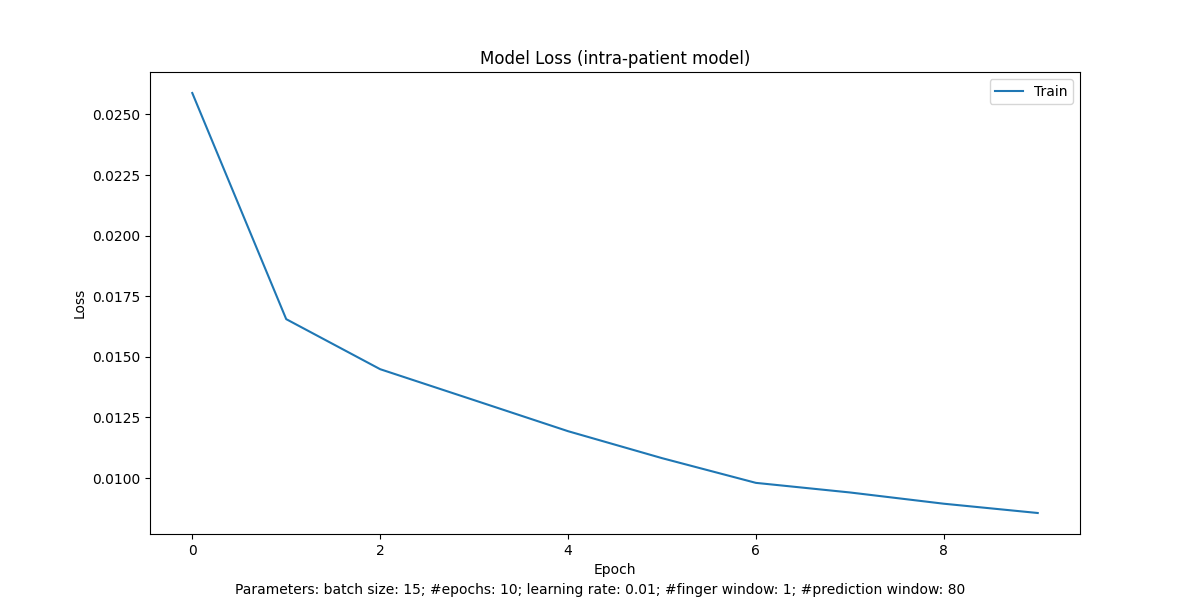 Model Loss (intra-patient model)
Train
0.0250
0.0225
0.0200
0.0175
0.0150
0.0125
0.0100
Loss
0 2 4 6 8
Epoch
Parameters: batch size: 15; #epochs: 10; learning rate: 0.01; #finger window: 1; #prediction window: 80